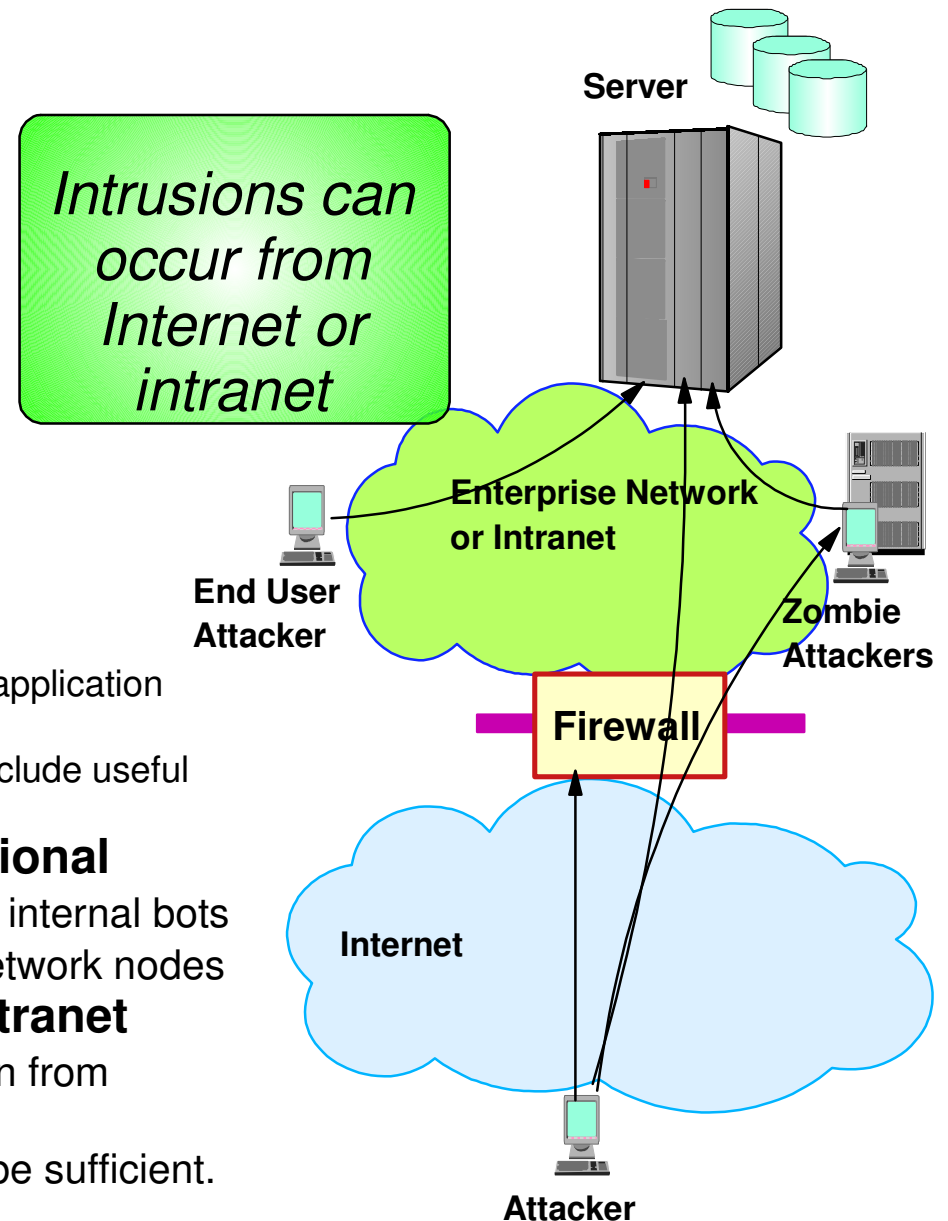 Server
Intrusions can
occur from
Internet or
intranet
Enterprise Network
or Intranet
End User
Attacker
Zombie
Attackers
application
Firewall
clude useful
ional
internal bots
etwork nodes
Internet
tranet
n from
be sufficient.
Attacker